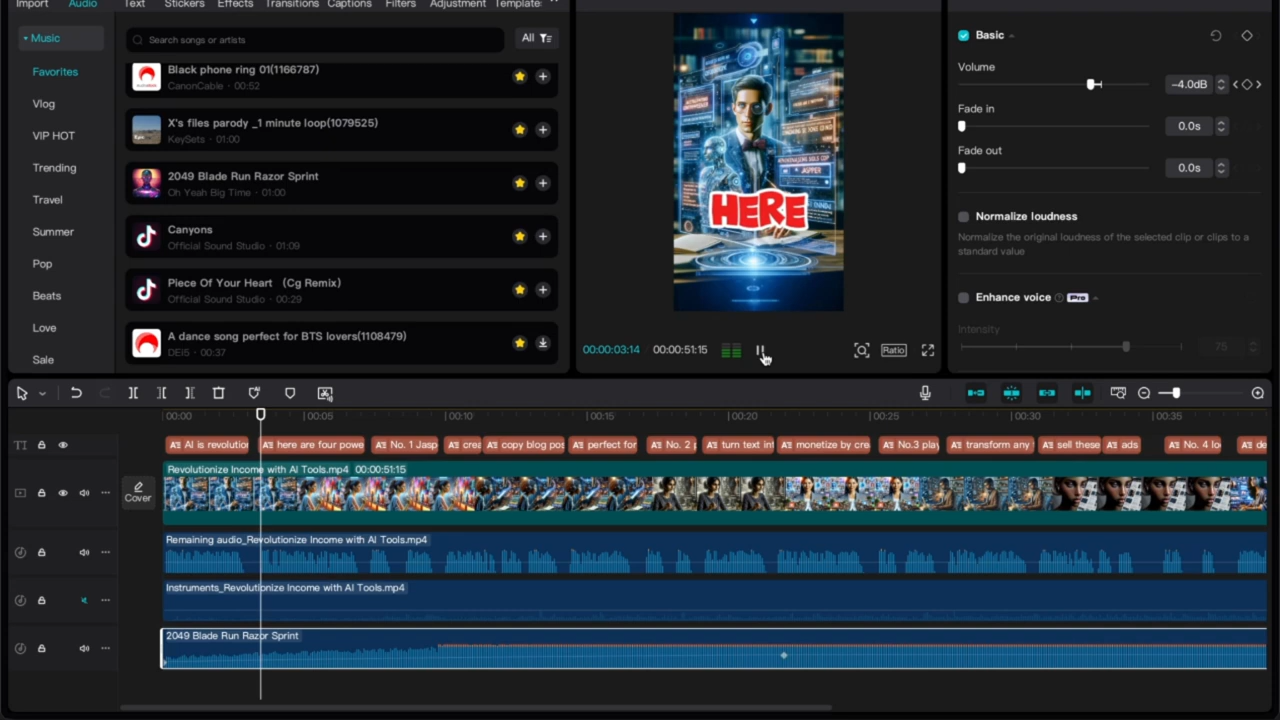 Import Audio Text Stickers Effects Transitions Captions Filters Adjustment Template
Music
Favorites
Vlog
VIP HOT
Trending
Travel
Summer
Pop
Beats
Love
Sale
Search songs or artists
All
Black phone ring 01(1166787)
CanonCable · 00:52
X's files parody _1 minute loop(1079525)
KeySets · 01:00
2049 Blade Run Razor Sprint
Oh Yeah Big Time · 01:00
Canyons
Official Sound Studio · 01:09
Piece Of Your Heart (Cg Remix)
Official Sound Studio · 00:29
A dance song perfect for BTS lovers(1108479)
DEi5 · 00:37
HERE
00:00:03:14 00:00:51:15
Ratio
Basic
Volume
-4.0dB
Fade in
0.0s
Fade out
0.0s
Normalize loudness
Normalize the original loudness of the selected clip or clips to a
standard value
Enhance voice Pro
Intensity
75
00:00 00:05 00:10 00:15 00:20 00:25 00:30 00:35
AI is revolutio here are four powe No. 1 Jasp crea copy blog pos perfect for No. 2 p turn text int monetize by cre No.3 play transform any sell these ads No. 4 lo de
Cover
Revolutionize Income with AI Tools.mp4 00:00:51:15
Remaining audio_Revolutionize Income with AI Tools.mp4
Instruments_Revolutionize Income with AI Tools.mp4
2049 Blade Run Razor Sprint